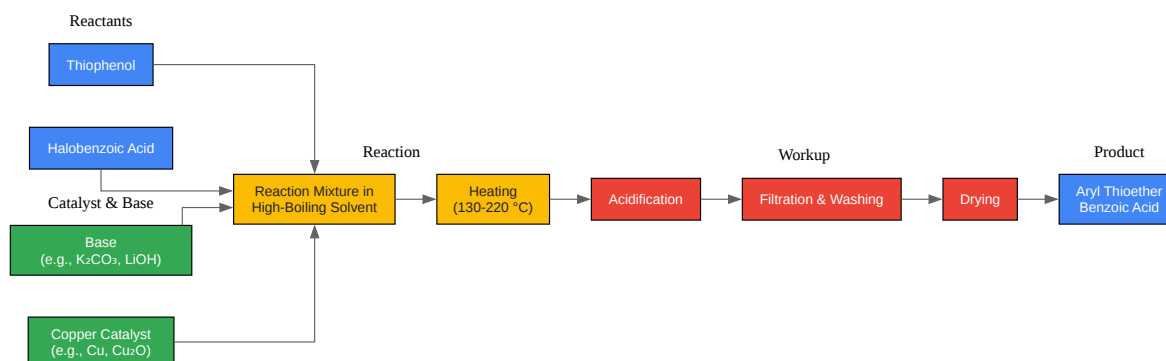 Reactants
Thiophenol
Halobenzoic Acid
Catalyst & Base
Base
(e.g., K₂CO₃, LiOH)
Copper Catalyst
(e.g., Cu, Cu₂O)
Reaction
Reaction Mixture in
High-Boiling Solvent
Heating
(130-220 °C)
Workup
Acidification
Filtration & Washing
Drying
Product
Aryl Thioether
Benzoic Acid